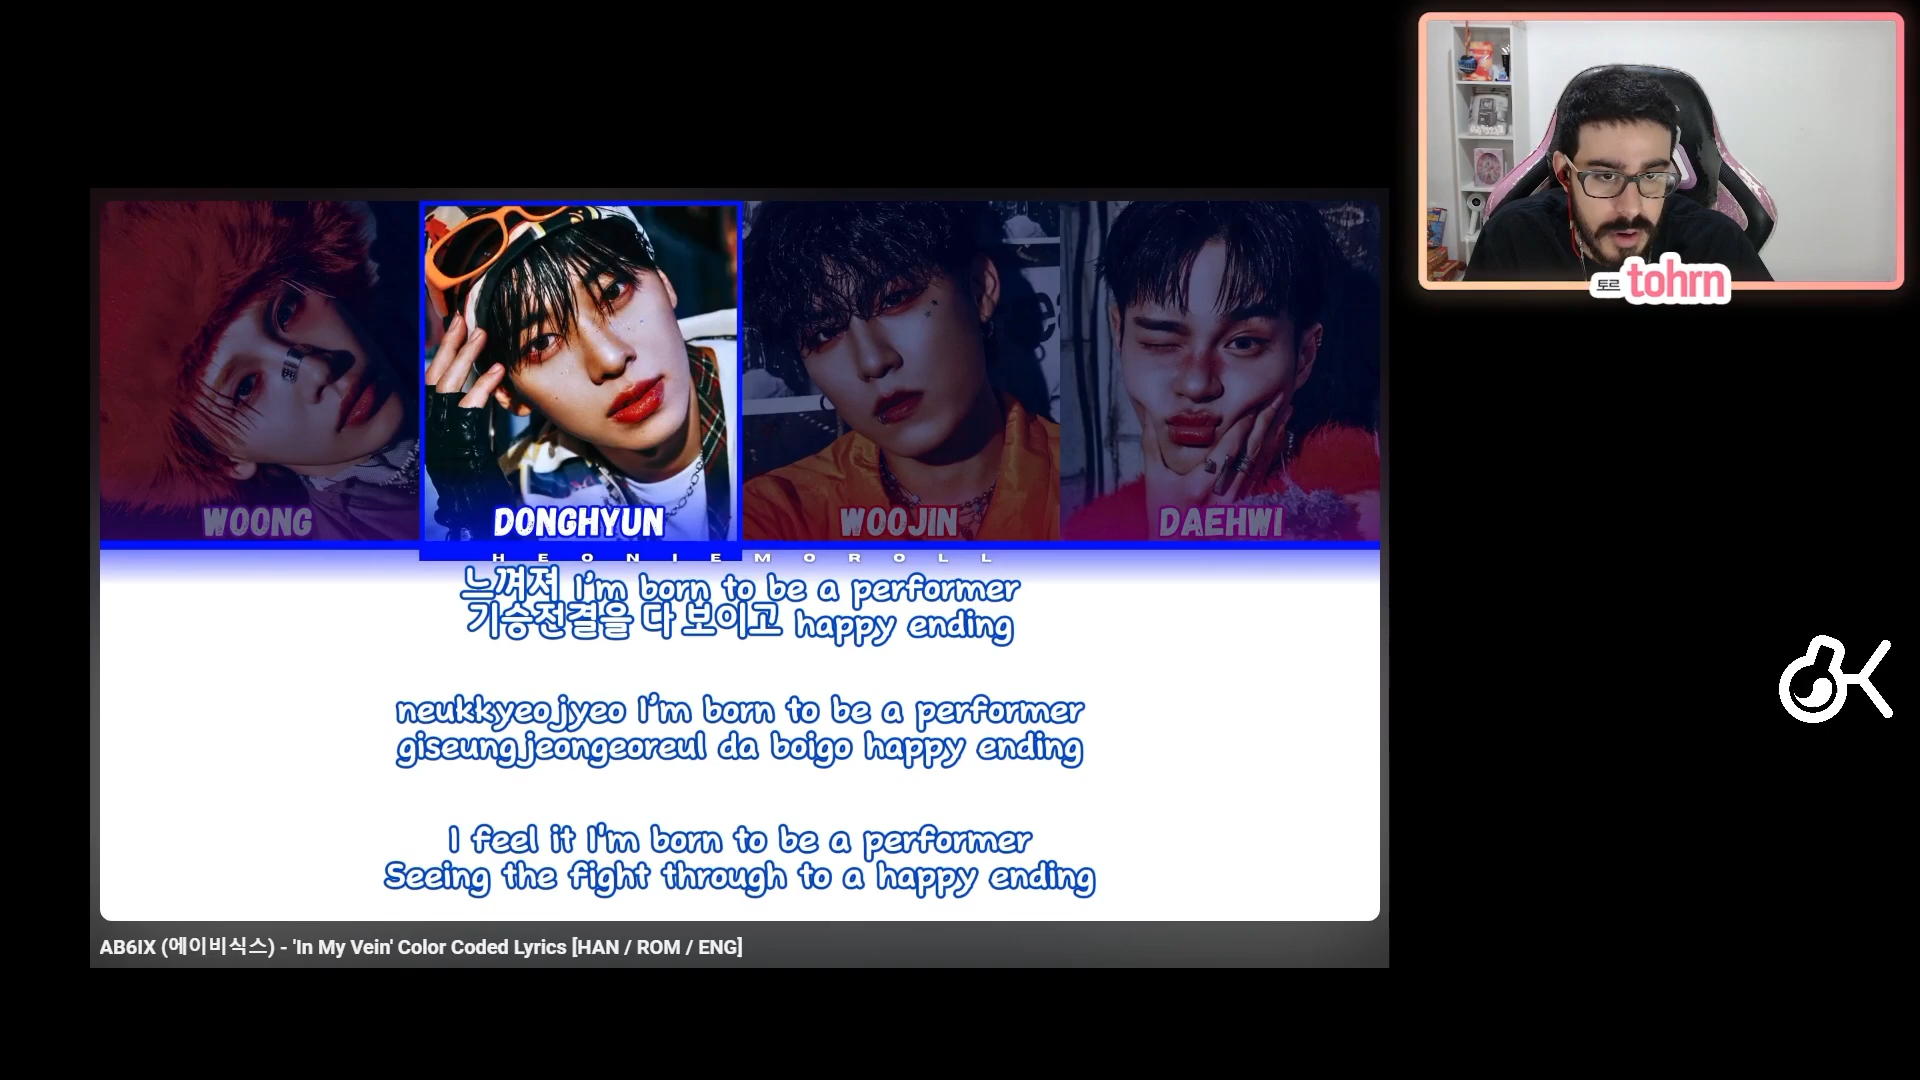 토르 tohrn
WOONG
DONGHYUN
WOOJIN
DAEHWI
HEONIEMOROLL
느껴져 I'm born to be a performer
기승전결을 다 보이고 happy ending
neukkyeojyeo I'm born to be a performer
giseungjeongeoreul da boigo happy ending
I feel it I'm born to be a performer
Seeing the fight through to a happy ending
AB6IX (에이비식스) - 'In My Vein' Color Coded Lyrics [HAN / ROM / ENG]